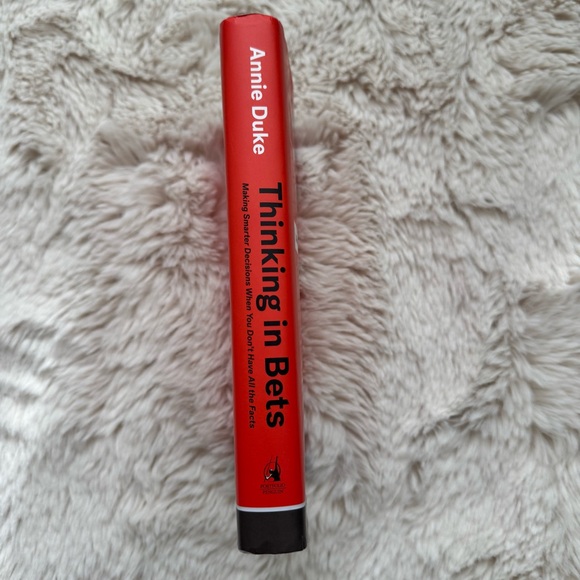 Annie Duke
Thinking in Bets
Making Smarter Decisions When You Don't Have All the Facts